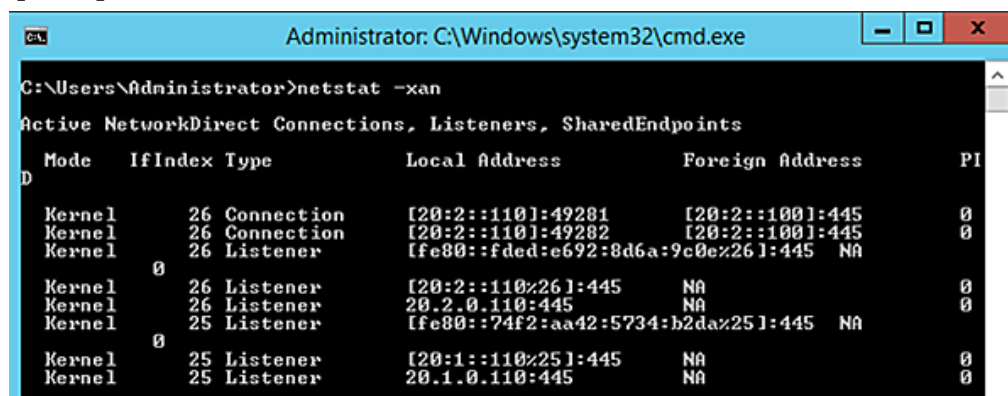 Administrator: C:\Windows\system32\cmd.exe
C:\Users\Administrator>netstat -xan
Active NetworkDirect Connections, Listeners, SharedEndpoints
Mode IfIndex Type Local Address Foreign Address PI
D
Kernel 26 Connection [20:2::110]:49281 [20:2::100]:445 0
Kernel 26 Connection [20:2::110]:49282 [20:2::100]:445 0
Kernel 26 Listener [fe80::fded:e692:8d6a:9c0e%26]:445 NA
0
Kernel 26 Listener [20:2::110%26]:445 NA 0
Kernel 26 Listener 20.2.0.110:445 NA 0
Kernel 25 Listener [fe80::74f2:aa42:5734:b2da%25]:445 NA
0
Kernel 25 Listener [20:1::110%25]:445 NA 0
Kernel 25 Listener 20.1.0.110:445 NA 0